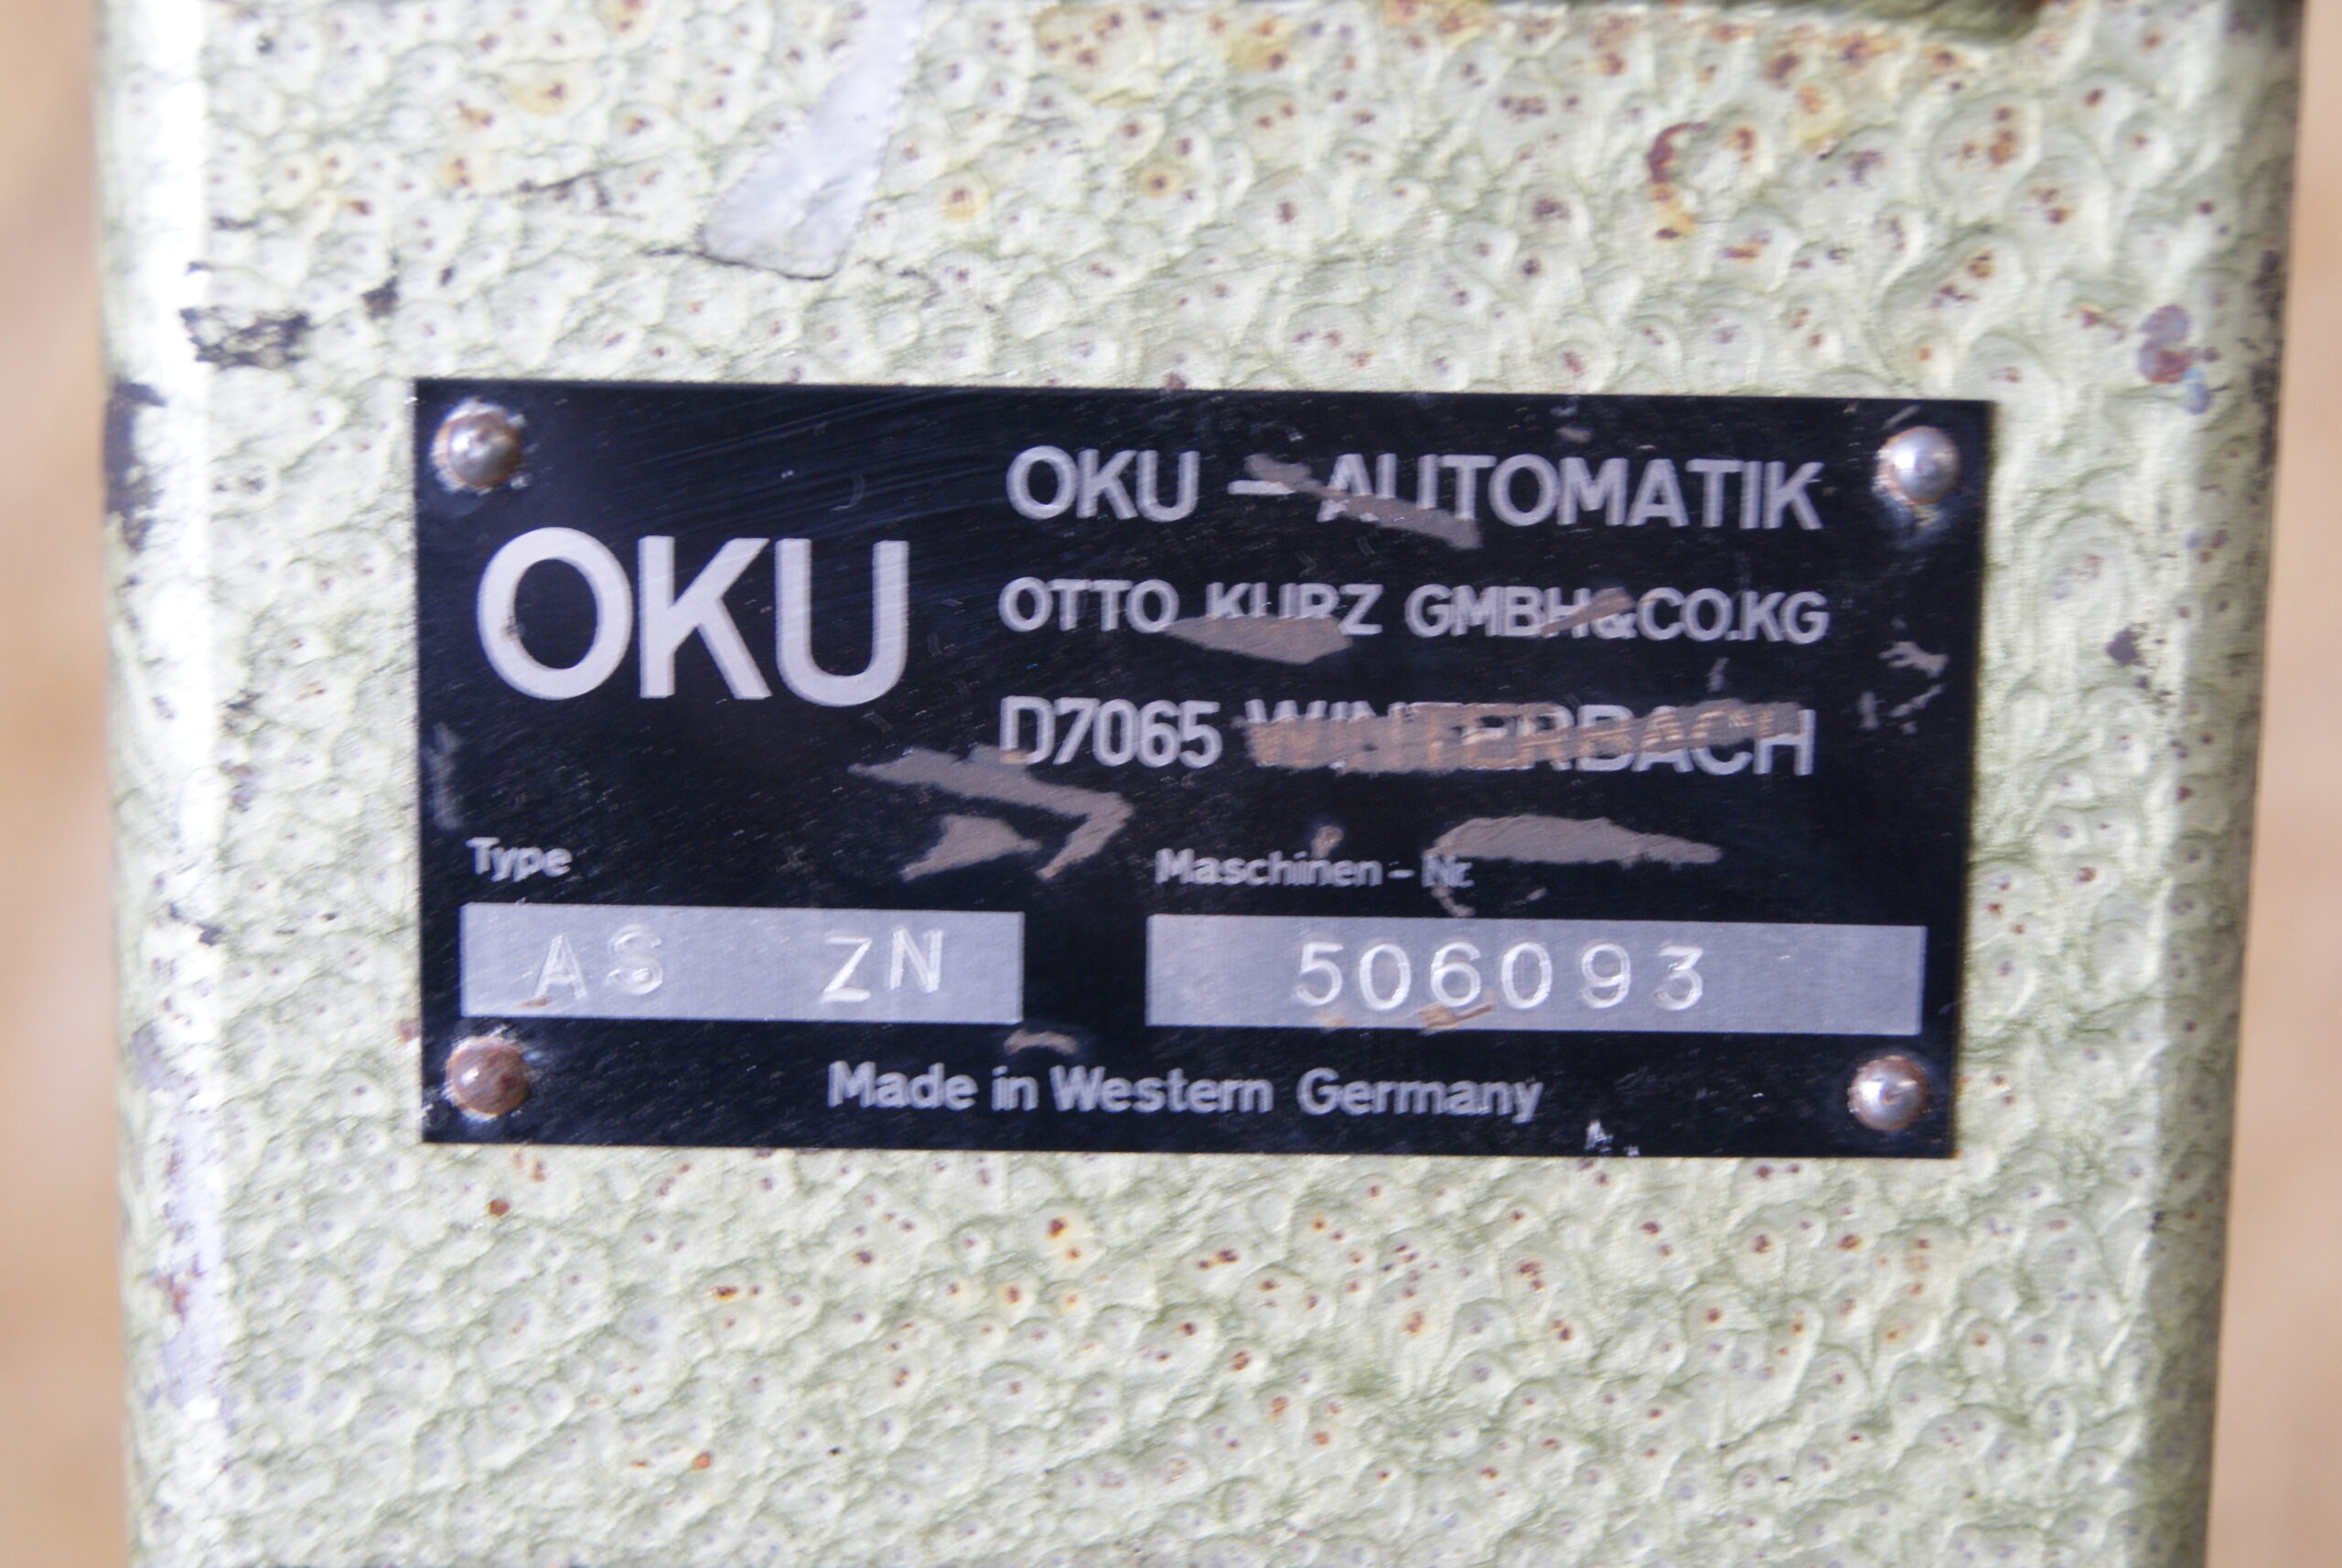 OKU
OKU - AUTOMATIK
OTTO KURZ GMBH&CO.KG
D7065 WINTERBACH
Type
Maschinen - Nr.
AS ZN
506093
Made in Western Germany